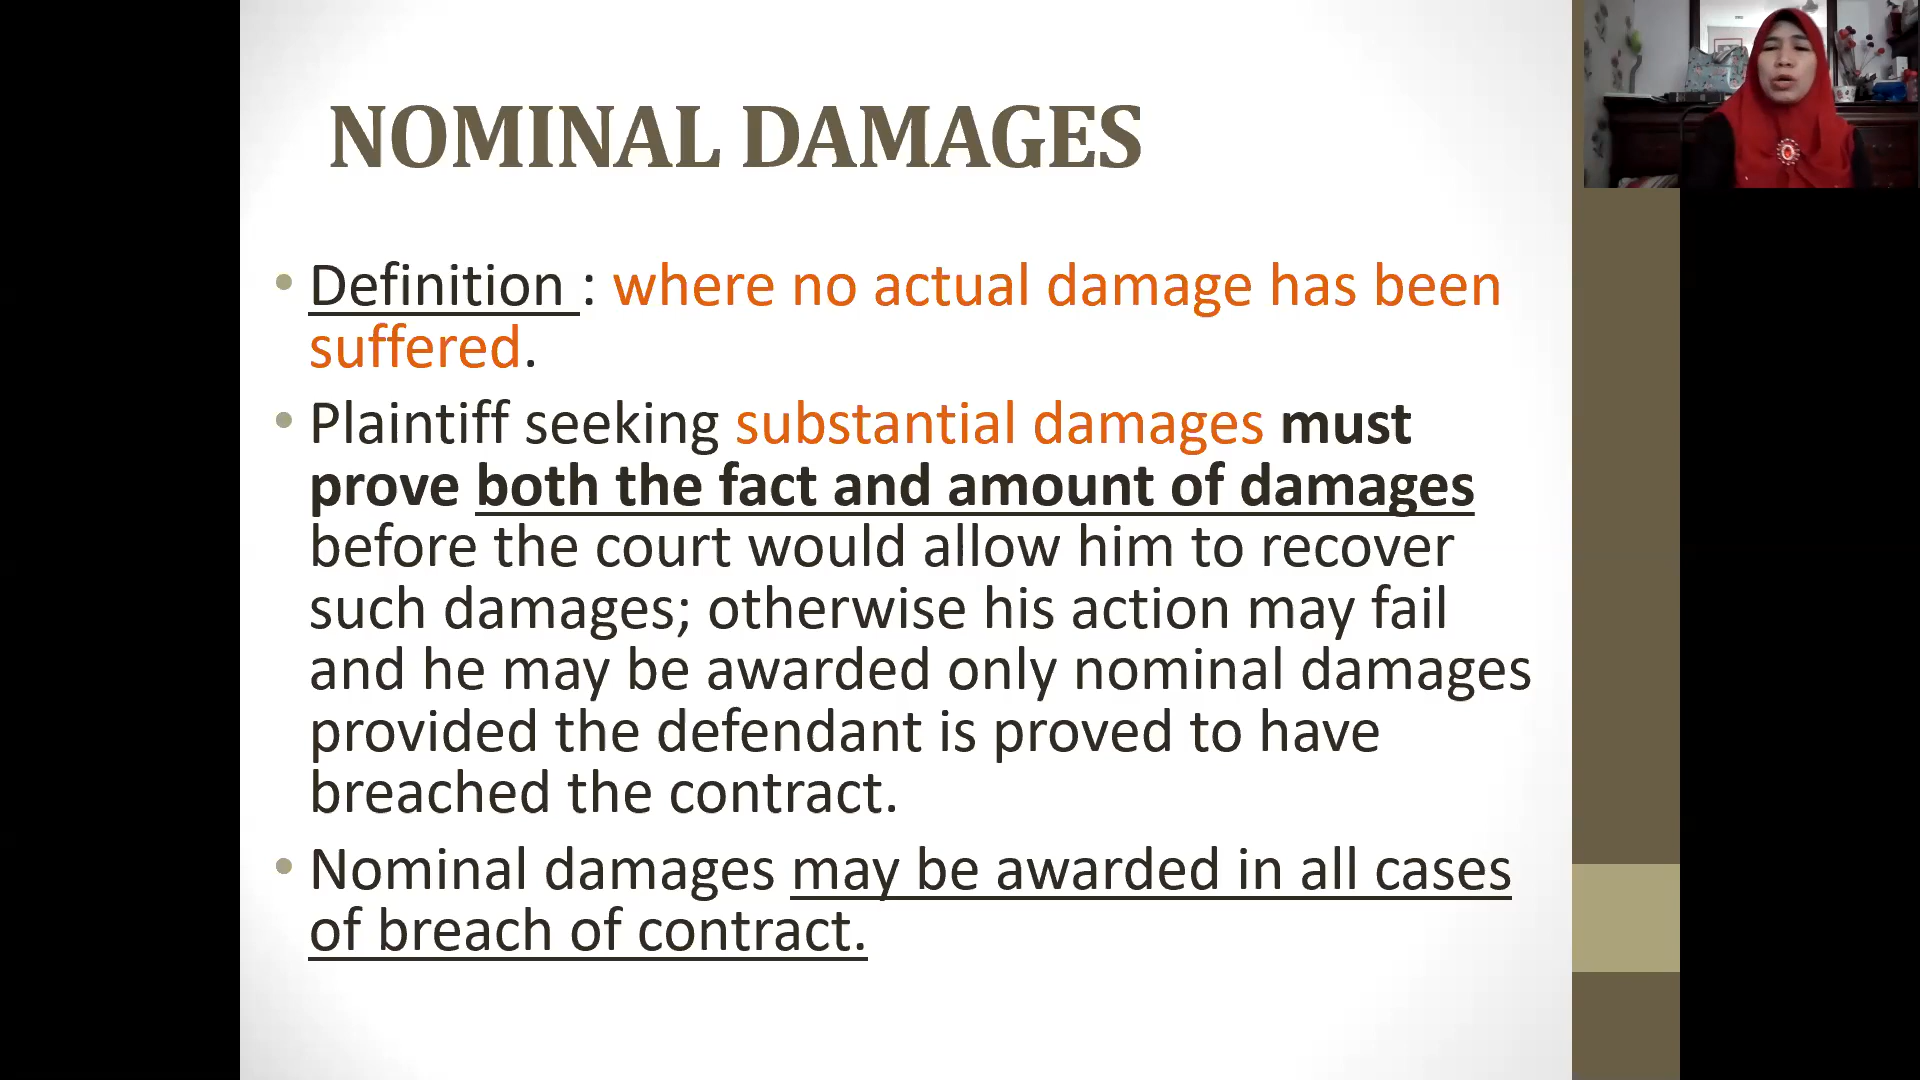 NOMINAL DAMAGES
• Definition : where no actual damage has been
suffered.
• Plaintiff seeking substantial damages must
prove both the fact and amount of damages
before the court would allow him to recover
such damages; otherwise his action may fail
and he may be awarded only nominal damages
provided the defendant is proved to have
breached the contract.
• Nominal damages may be awarded in all cases
of breach of contract.